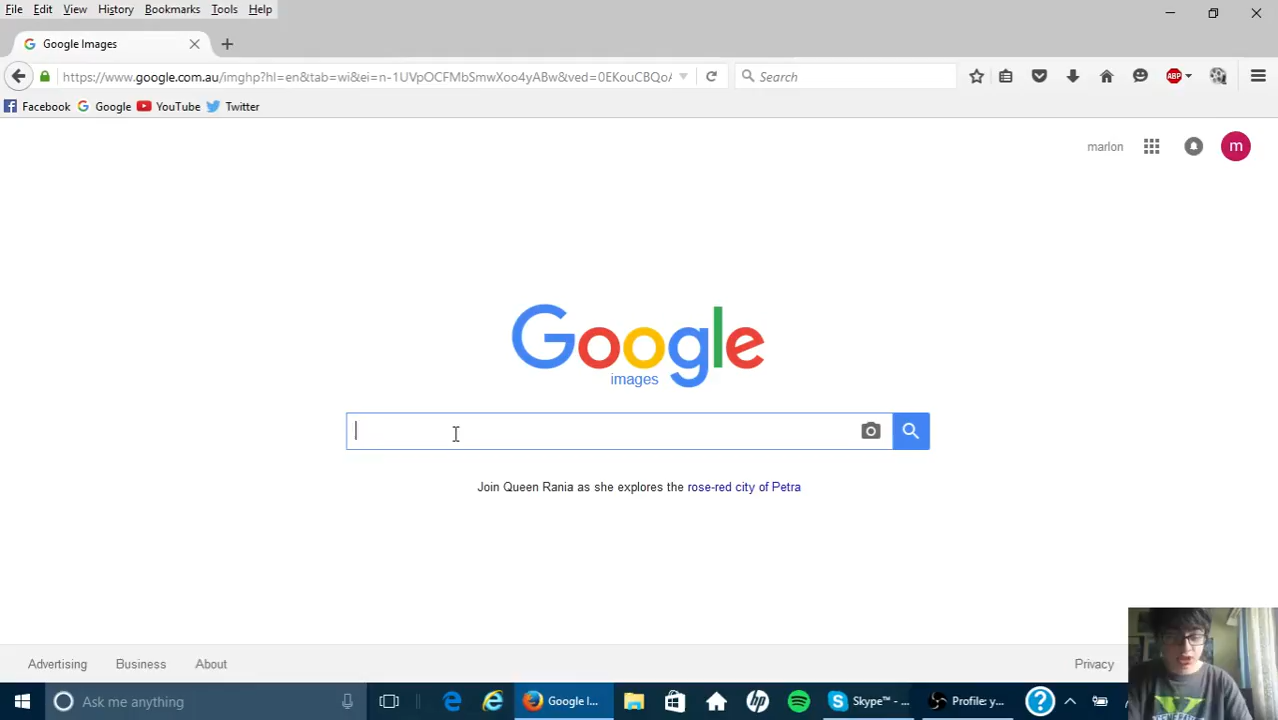 File Edit View History Bookmarks Tools Help
Google Images
https://www.google.com.au/imghp?hl=en&tab=wi&ei=n-1UVpOCFMbSmwXoo4yABw&ved=0EKouCBQoA
Search
ABP
Facebook Google YouTube Twitter
marlon
m
Google
images
Join Queen Rania as she explores the rose-red city of Petra
Advertising Business About Privacy
Ask me anything
Google I...
hp
Skype™ - ...
Profile: y...